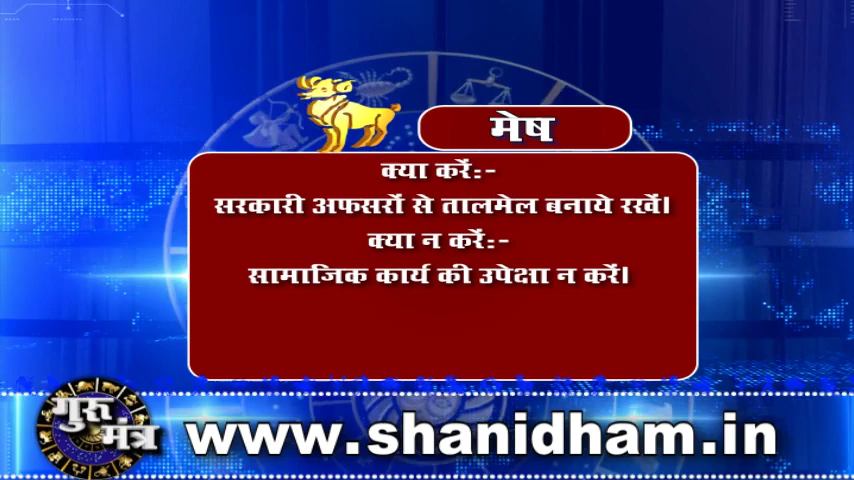 मेष
क्या करें:-
सरकारी अफसरों से तालमेल बनाये रखें।
क्या न करें:-
सामाजिक कार्य की उपेक्षा न करें।
गुरु
मंत्र
www.shanidham.in